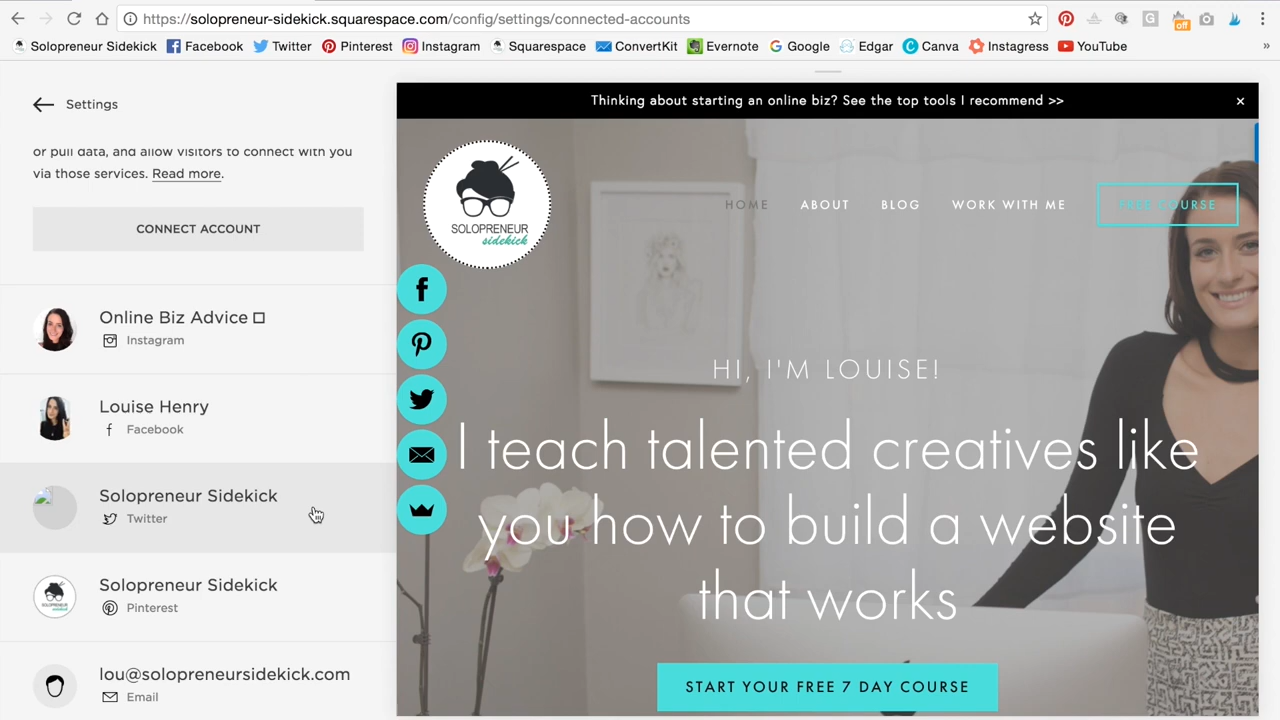 https://solopreneur-sidekick.squarespace.com/config/settings/connected-accounts
off
Solopreneur Sidekick Facebook Twitter Pinterest Instagram Squarespace ConvertKit Evernote Google Edgar Canva Instagress YouTube »
Settings
or pull data, and allow visitors to connect with you
via those services. Read more.
CONNECT ACCOUNT
Online Biz Advice
Instagram
Louise Henry
Facebook
Solopreneur Sidekick
Twitter
Solopreneur Sidekick
Pinterest
lou@solopreneursidekick.com
Email
Thinking about starting an online biz? See the top tools I recommend >>
SOLOPRENEUR
sidekick
HOME ABOUT BLOG WORK WITH ME FREE COURSE
HI, I'M LOUISE!
I teach talented creatives like
you how to build a website
that works
START YOUR FREE 7 DAY COURSE